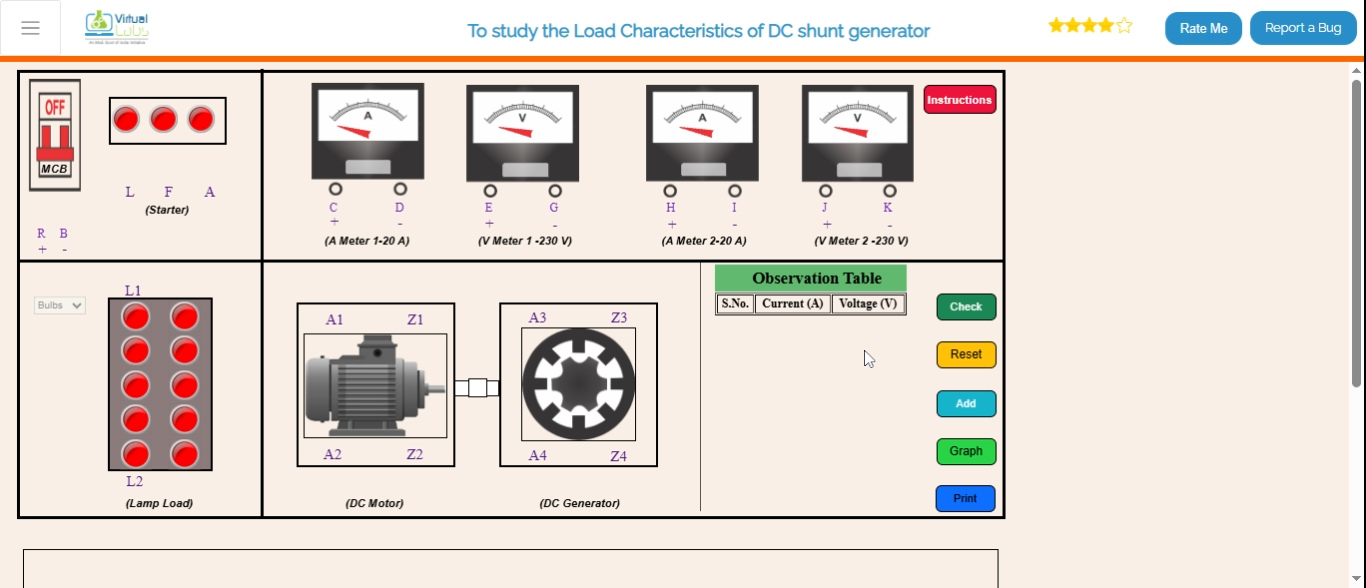 Virtual
Labs
To study the Load Characteristics of DC shunt generator
Rate Me
Report a Bug
OFF
MCB
L F A
(Starter)
R B
+ -
A
V
A
V
Instructions
C D
+ -
(A Meter 1-20 A)
E G
+ -
(V Meter 1 -230 V)
H I
+ -
(A Meter 2-20 A)
J K
+ -
(V Meter 2 -230 V)
Bulbs
L1
L2
(Lamp Load)
A1 Z1
A2 Z2
(DC Motor)
A3 Z3
A4 Z4
(DC Generator)
Observation Table
S.No. Current (A) Voltage (V)
Check
Reset
Add
Graph
Print